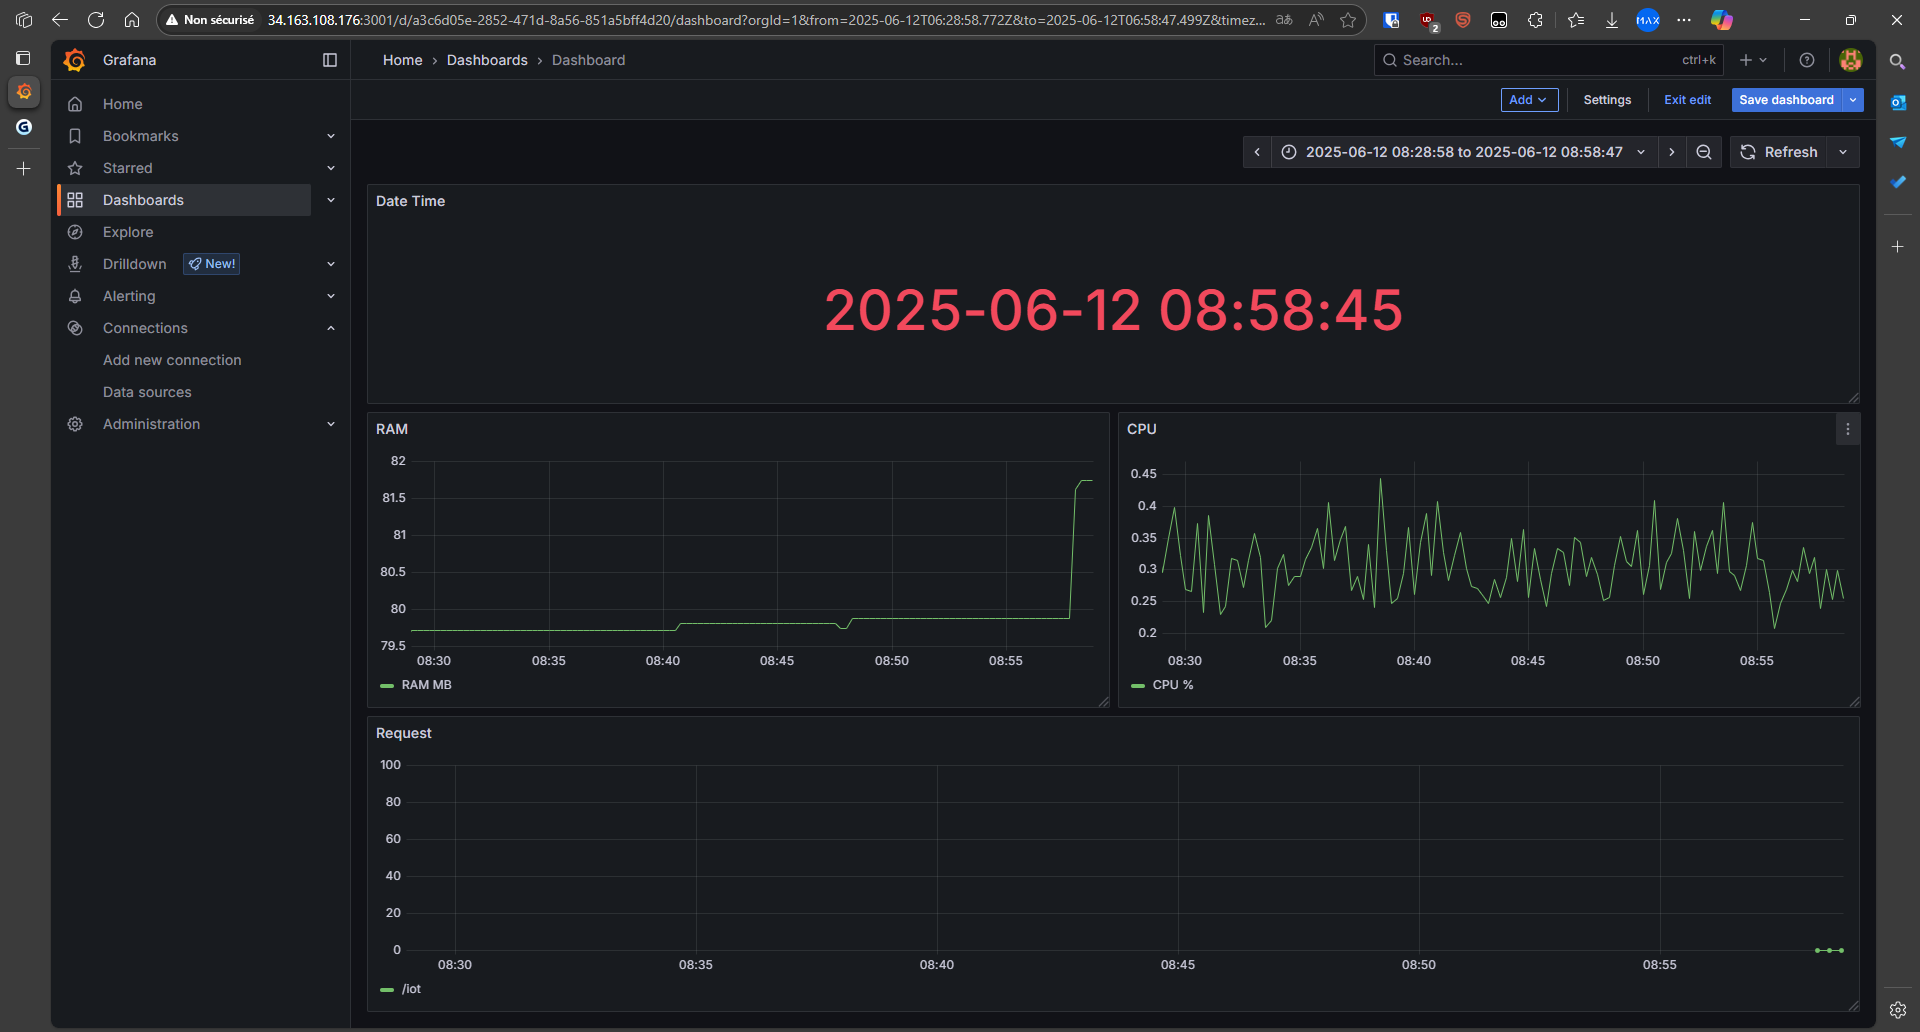 Non sécurisé 34.163.108.176:3001/d/a3c6d05e-2852-471d-8a56-851a5bff4d20/dashboard?orgId=1&from=2025-06-12T06:28:58.772Z&to=2025-06-12T06:58:47.499Z&timez...
2
MAX
Grafana
Home › Dashboards › Dashboard
Search... ctrl+k
Add Settings Exit edit Save dashboard
Home
Bookmarks
Starred
Dashboards
Explore
Drilldown New!
Alerting
Connections
Add new connection
Data sources
Administration
2025-06-12 08:28:58 to 2025-06-12 08:58:47 Refresh
Date Time
2025-06-12 08:58:45
RAM
82
81.5
81
80.5
80
79.5
08:30 08:35 08:40 08:45 08:50 08:55
RAM MB
CPU
0.45
0.4
0.35
0.3
0.25
0.2
08:30 08:35 08:40 08:45 08:50 08:55
CPU %
Request
100
80
60
40
20
0
08:30 08:35 08:40 08:45 08:50 08:55
/iot